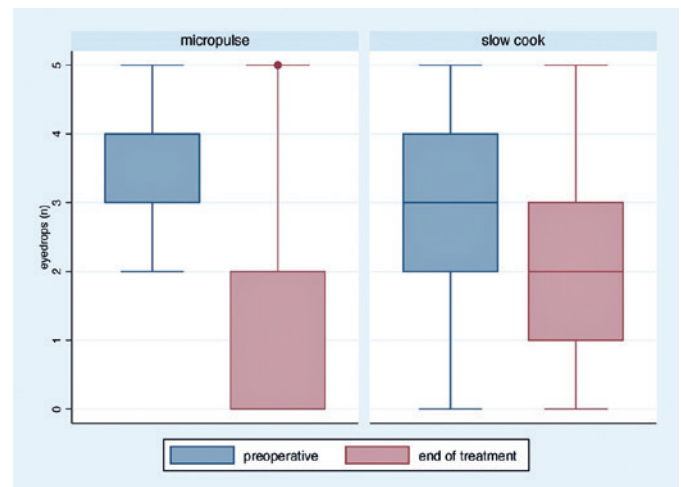 micropulse
slow cook
eyedrops (n)
5
4
3
2
1
0
preoperative
end of treatment